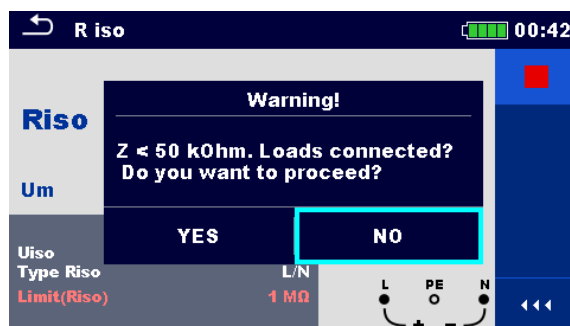 R iso 00:42
Warning!
Riso
Z < 50 kOhm. Loads connected?
Do you want to proceed?
Um
YES NO
Uiso
Type Riso L/N
Limit(Riso) 1 MΩ
L PE N
+ -